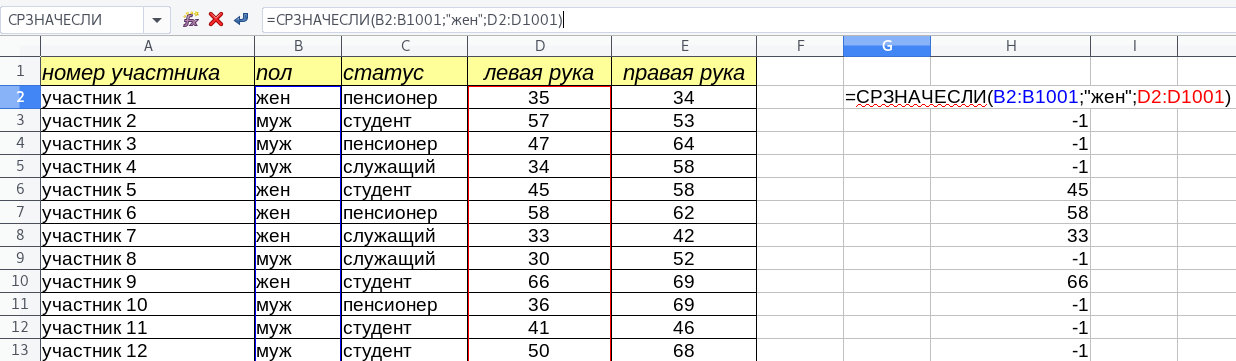 СРЗНАЧЕСЛИ =СРЗНАЧЕСЛИ(B2:B1001;"жен";D2:D1001)
A B C D E F G H I
1 номер участника пол статус левая рука правая рука
2 участник 1 жен пенсионер 35 34 =СРЗНАЧЕСЛИ(B2:B1001;"жен";D2:D1001)
3 участник 2 муж студент 57 53 -1
4 участник 3 муж пенсионер 47 64 -1
5 участник 4 муж служащий 34 58 -1
6 участник 5 жен студент 45 58 45
7 участник 6 жен пенсионер 58 62 58
8 участник 7 жен служащий 33 42 33
9 участник 8 муж служащий 30 52 -1
10 участник 9 жен студент 66 69 66
11 участник 10 муж пенсионер 36 69 -1
12 участник 11 муж студент 41 46 -1
13 участник 12 муж студент 50 68 -1